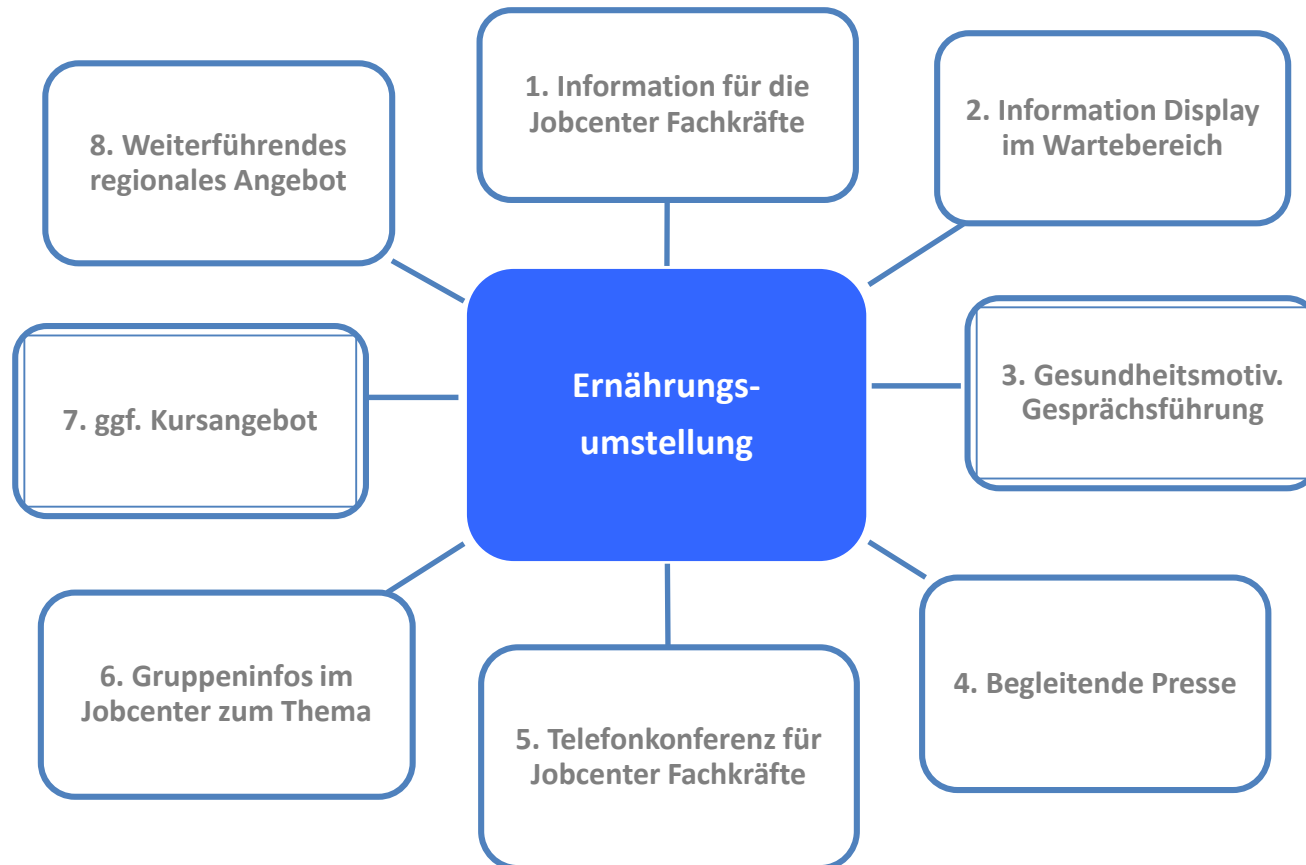 1. Information für die
Jobcenter Fachkräfte
2. Information Display
im Wartebereich
3. Gesundheitsmotiv.
Gesprächsführung
4. Begleitende Presse
5. Telefonkonferenz für
Jobcenter Fachkräfte
6. Gruppeninfos im
Jobcenter zum Thema
7. ggf. Kursangebot
8. Weiterführendes
regionales Angebot
Ernährungs-
umstellung